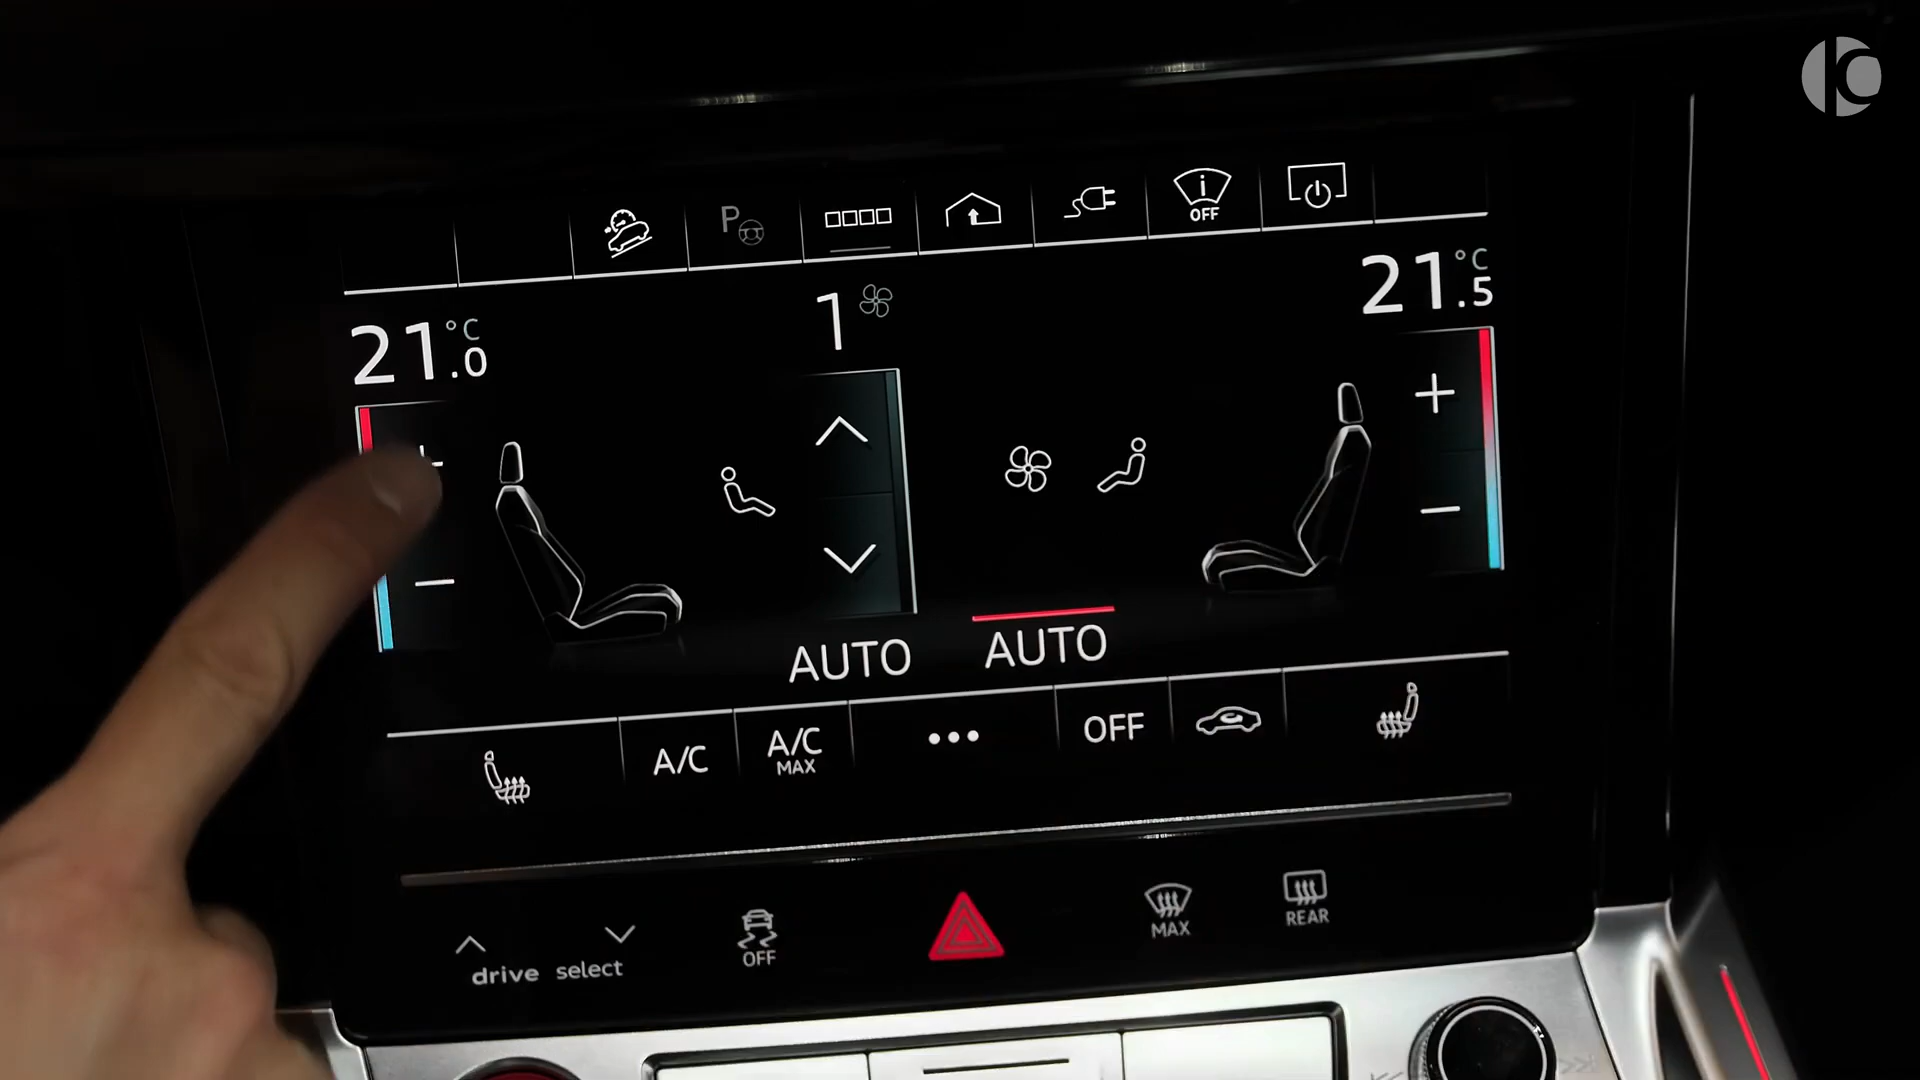 P
i
OFF
21.0 °C
1
21.5 °C
+
+
−
−
AUTO
AUTO
A/C
A/C MAX
•••
OFF
drive select
OFF
MAX
REAR